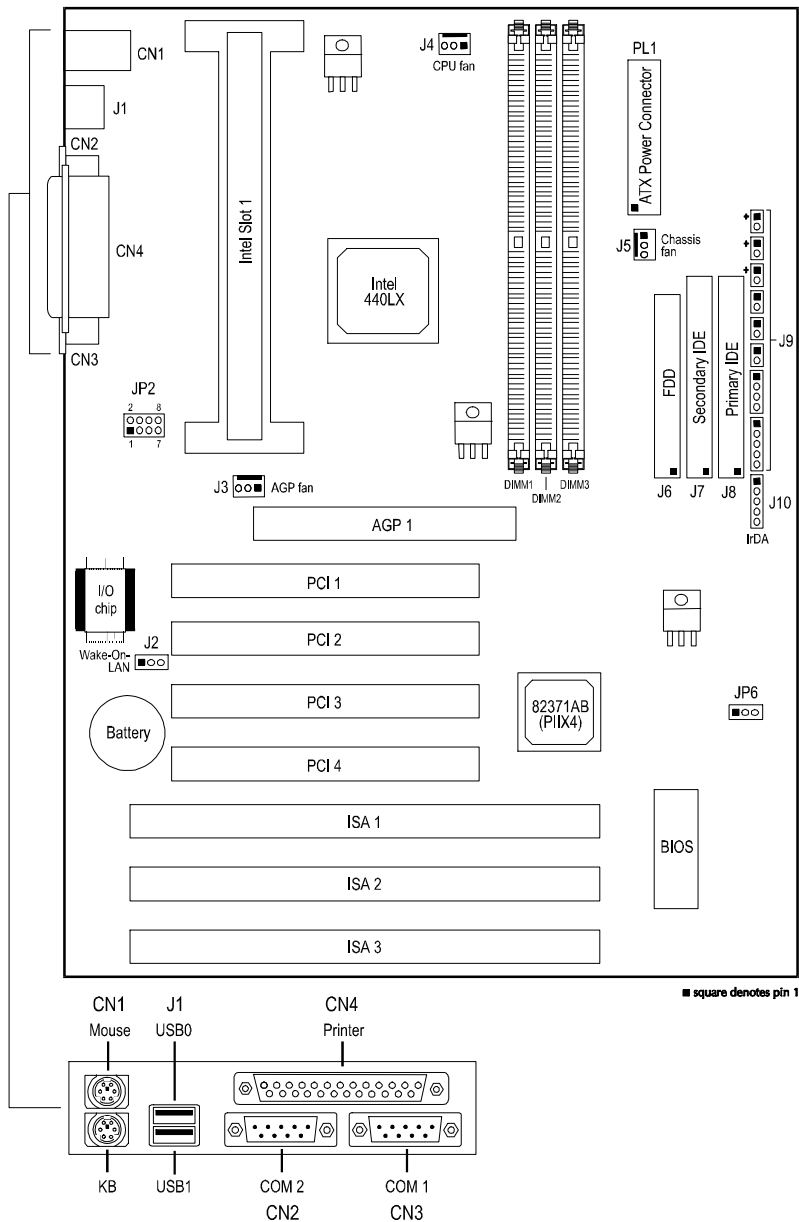 CN1
J1
CN2
CN4
CN3
JP2
2 8
1 7
Intel Slot 1
J4
CPU fan
Intel
440LX
PL1
ATX Power Connector
J5
Chassis
fan
J9
FDD
Secondary IDE
Primary IDE
J6
J7
J8
J10
IrDA
+
+
+
DIMM1
DIMM2
DIMM3
J3
AGP fan
AGP 1
I/O
chip
PCI 1
Wake-On-
LAN
J2
PCI 2
Battery
PCI 3
82371AB
(PIIX4)
JP6
PCI 4
ISA 1
BIOS
ISA 2
ISA 3
■ square denotes pin 1
CN1
Mouse
J1
USB0
CN4
Printer
KB
USB1
COM 2
CN2
COM 1
CN3